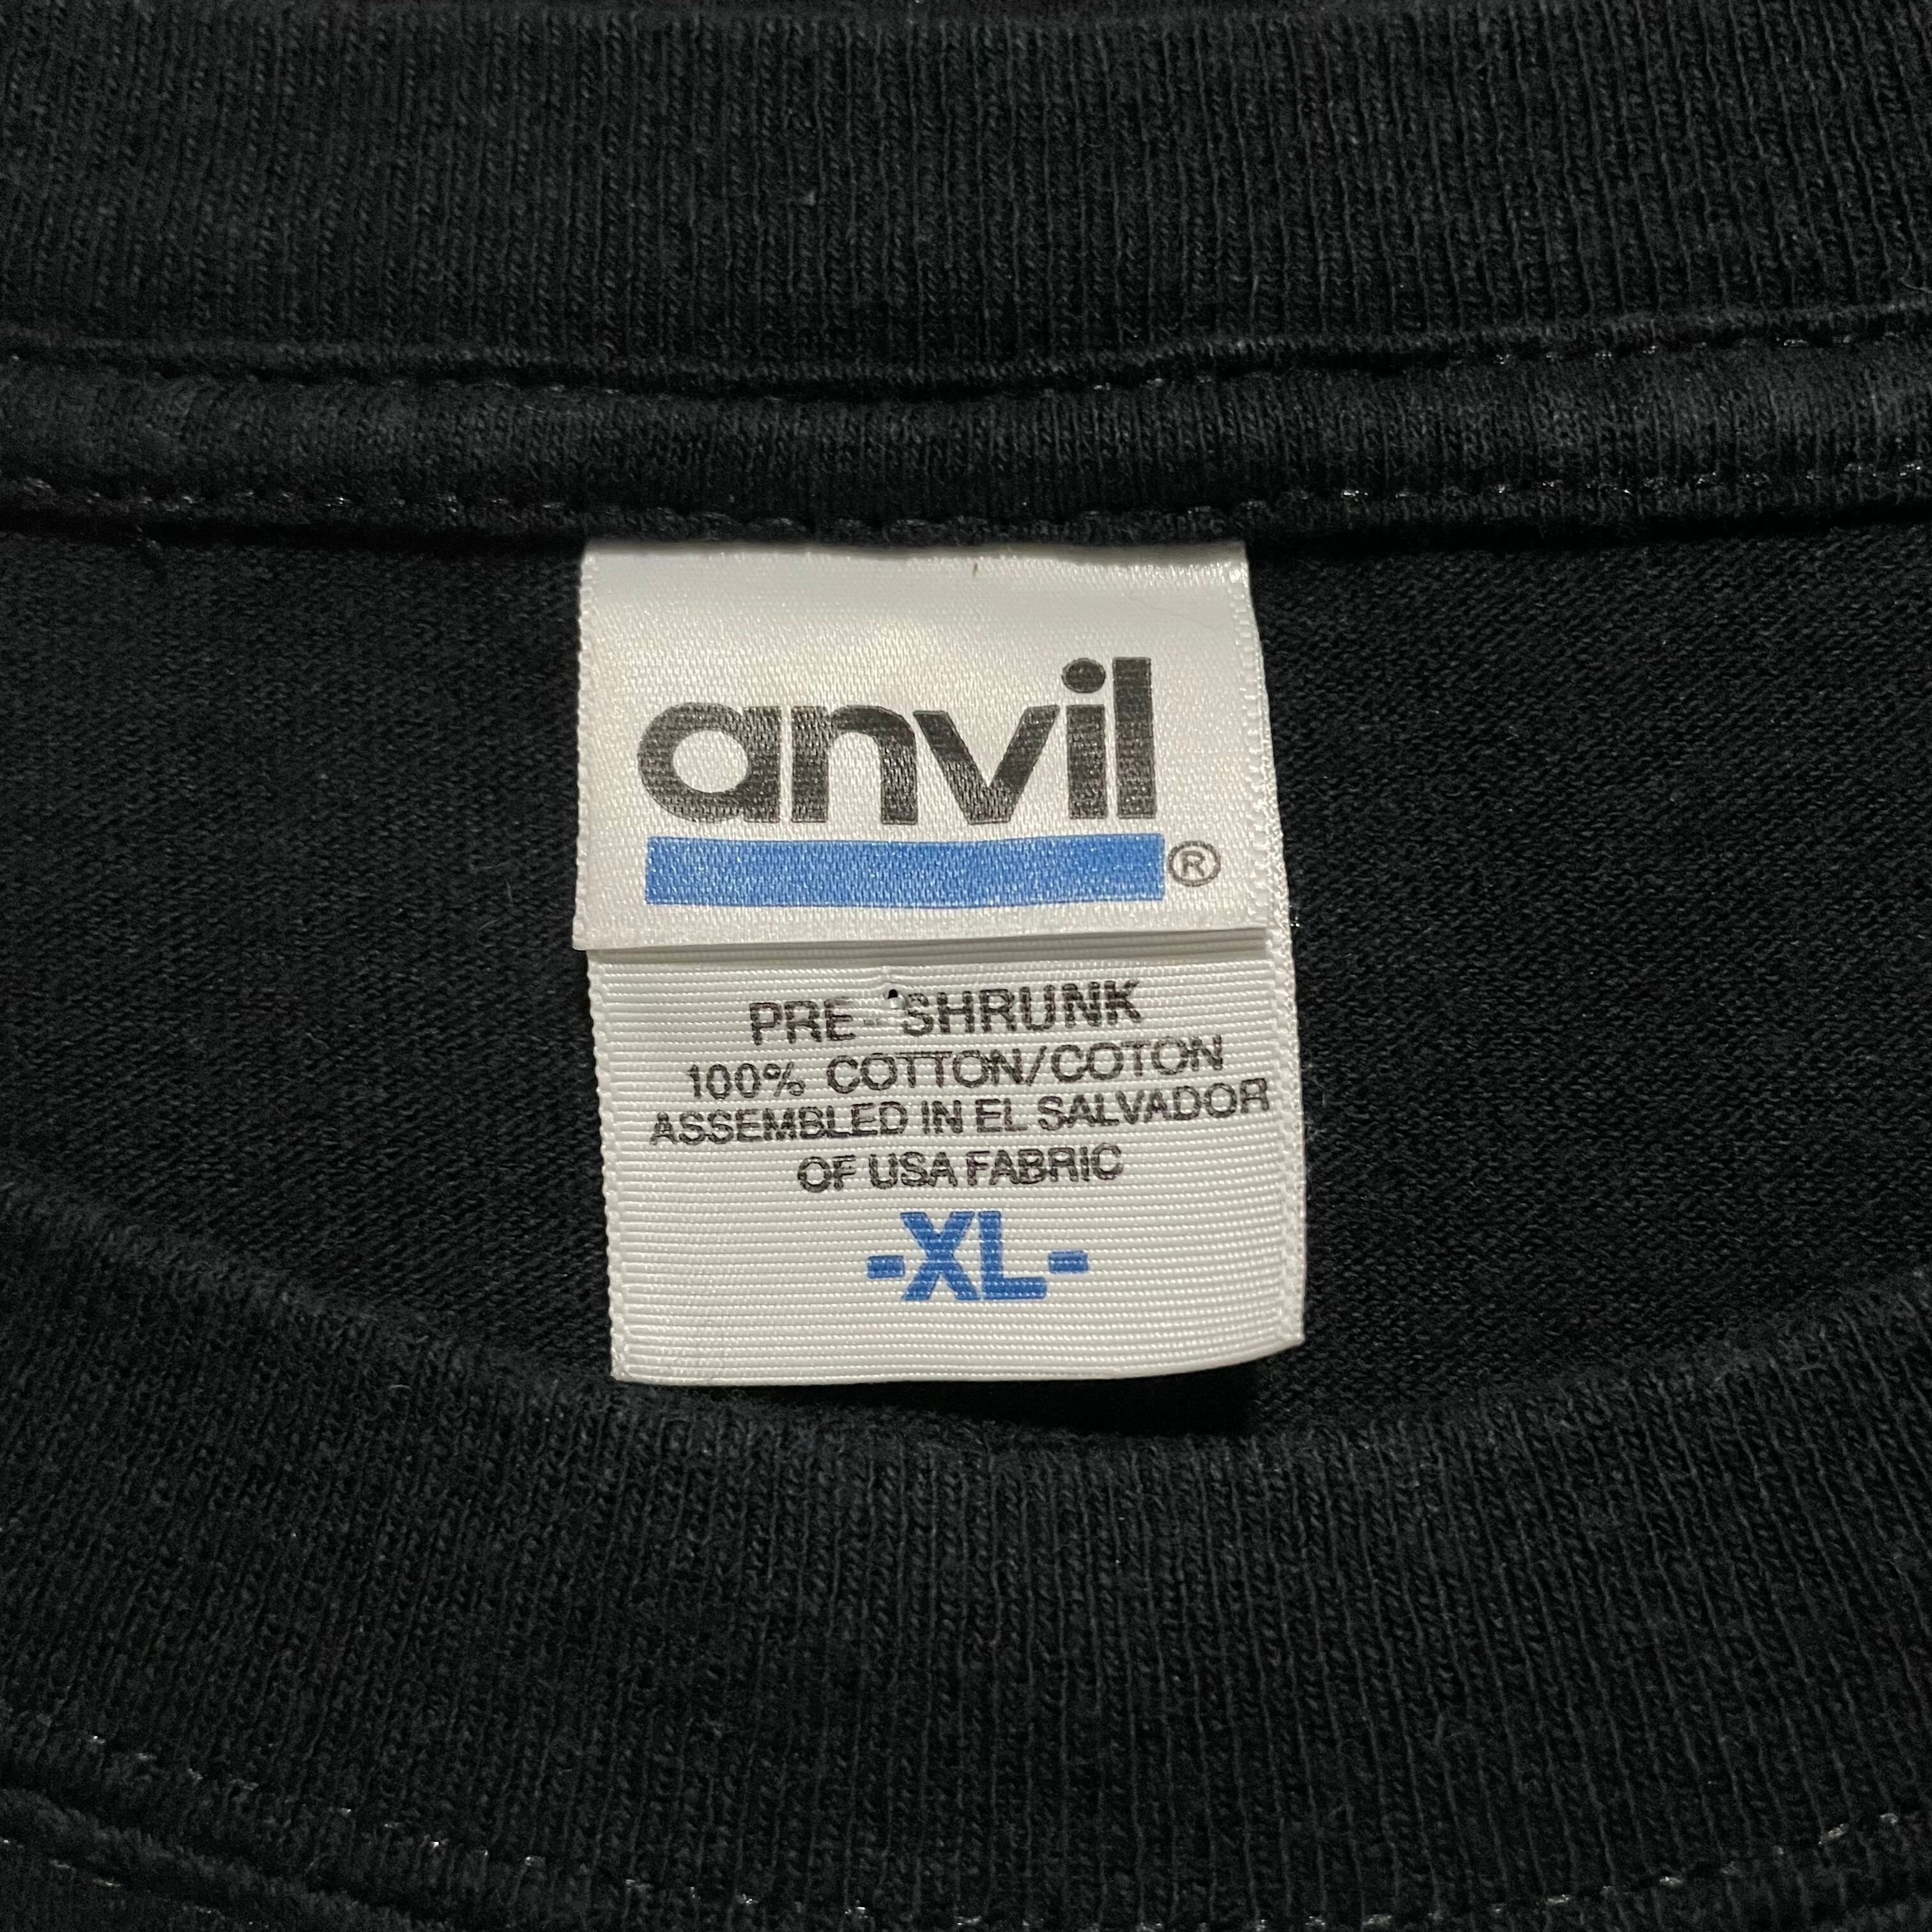 anvil
®
PRE-SHRUNK
100% COTTON/COTON
ASSEMBLED IN EL SALVADOR
OF USA FABRIC
-XL-